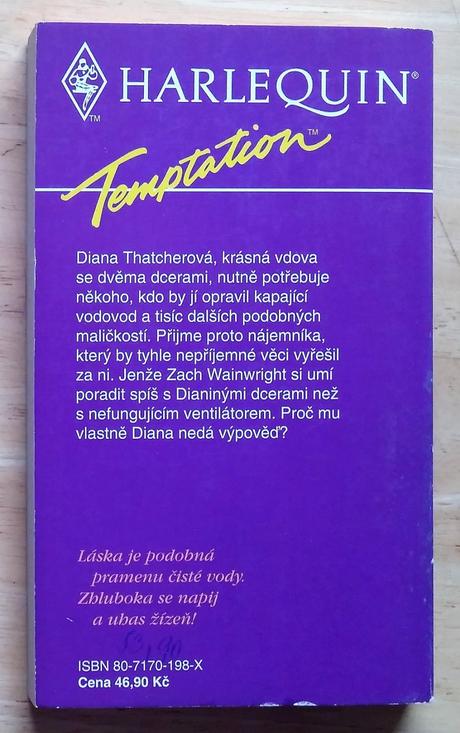 HARLEQUIN®
TM
Temptation™
Diana Thatcherová, krásná vdova
se dvěma dcerami, nutně potřebuje
někoho, kdo by jí opravil kapající
vodovod a tisíc dalších podobných
maličkostí. Přijme proto nájemníka,
který by tyhle nepříjemné věci vyřešil
za ni. Jenže Zach Wainwright si umí
poradit spíš s Dianinými dcerami než
s nefungujícím ventilátorem. Proč mu
vlastně Diana nedá výpověď?
Láska je podobná
pramenu čisté vody.
Zhluboka se napij
a uhas žízeň!
ISBN 80-7170-198-X
Cena 46,90 Kč